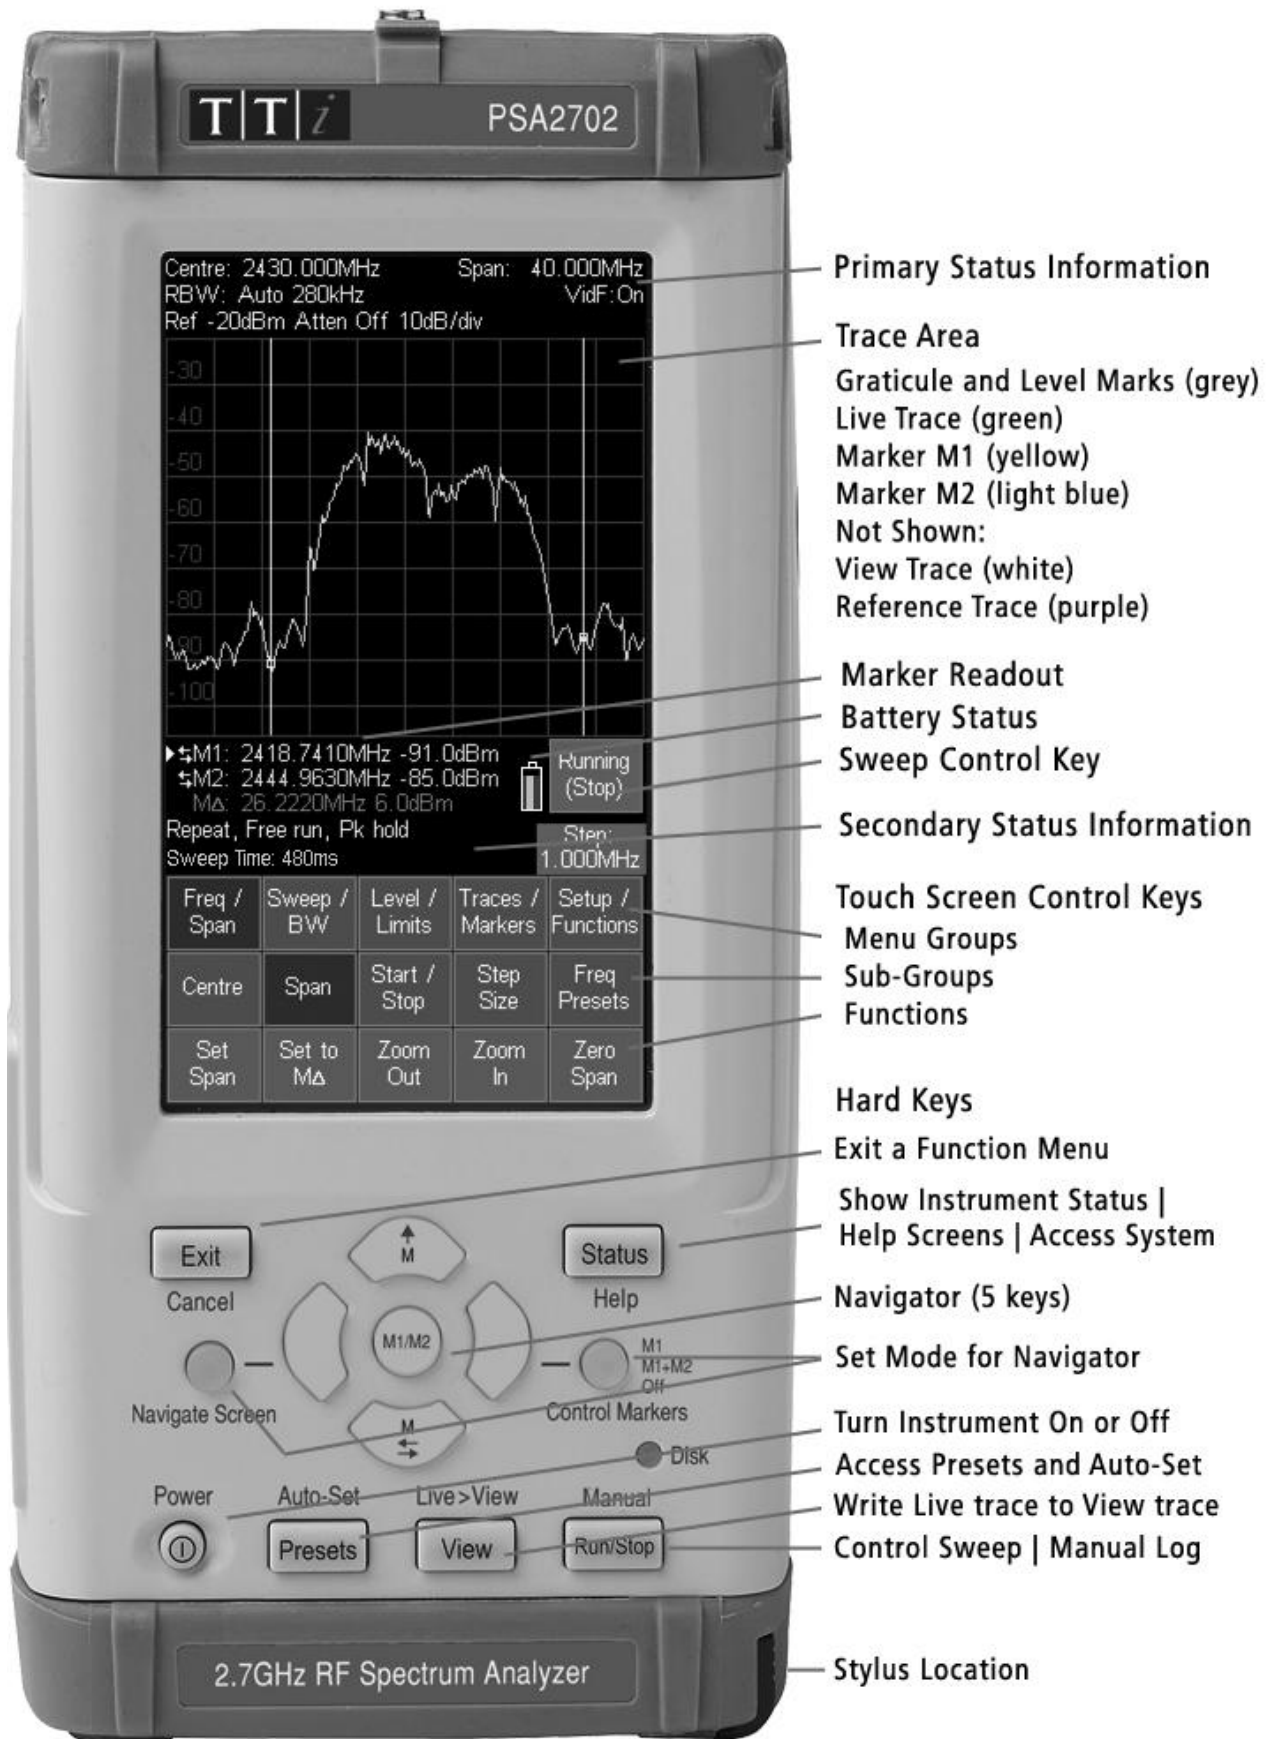 TTi PSA2702
Centre: 2430.000MHz Span: 40.000MHz
RBW: Auto 280kHz VidF:On
Ref -20dBm Atten Off 10dB/div
-30
-40
-50
-60
-70
-80
-90
-100
M1: 2418.7410MHz -91.0dBm
M2: 2444.9630MHz -85.0dBm
MΔ: 26.2220MHz 6.0dBm
Running
(Stop)
Repeat, Free run, Pk hold
Sweep Time: 480ms
Step:
1.000MHz
Freq / Sweep / Level / Traces / Setup /
Span BW Limits Markers Functions
Centre Span Start / Step Freq
Stop Size Presets
Set Set to Zoom Zoom Zero
Span MΔ Out In Span
Exit
Cancel
M
Status
Help
M1/M2
M1
M1+M2
Off
Navigate Screen
M
Control Markers
Disk
Power Auto-Set Live>View Manual
Presets View Run/Stop
2.7GHz RF Spectrum Analyzer
Primary Status Information
Trace Area
Graticule and Level Marks (grey)
Live Trace (green)
Marker M1 (yellow)
Marker M2 (light blue)
Not Shown:
View Trace (white)
Reference Trace (purple)
Marker Readout
Battery Status
Sweep Control Key
Secondary Status Information
Touch Screen Control Keys
Menu Groups
Sub-Groups
Functions
Hard Keys
Exit a Function Menu
Show Instrument Status |
Help Screens | Access System
Navigator (5 keys)
Set Mode for Navigator
Turn Instrument On or Off
Access Presets and Auto-Set
Write Live trace to View trace
Control Sweep | Manual Log
Stylus Location